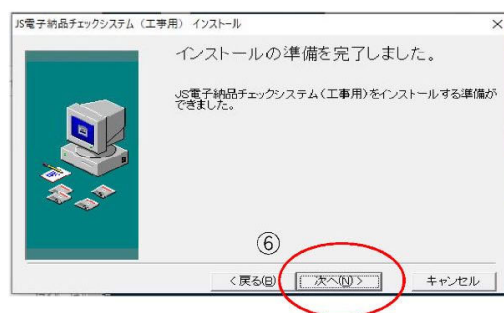 JS電子納品チェックシステム（工事用） インストール
インストールの準備を完了しました。
JS電子納品チェックシステム(工事用)をインストールする準備が
できました。
⑥
< 戻る(B) 次へ(N) > キャンセル